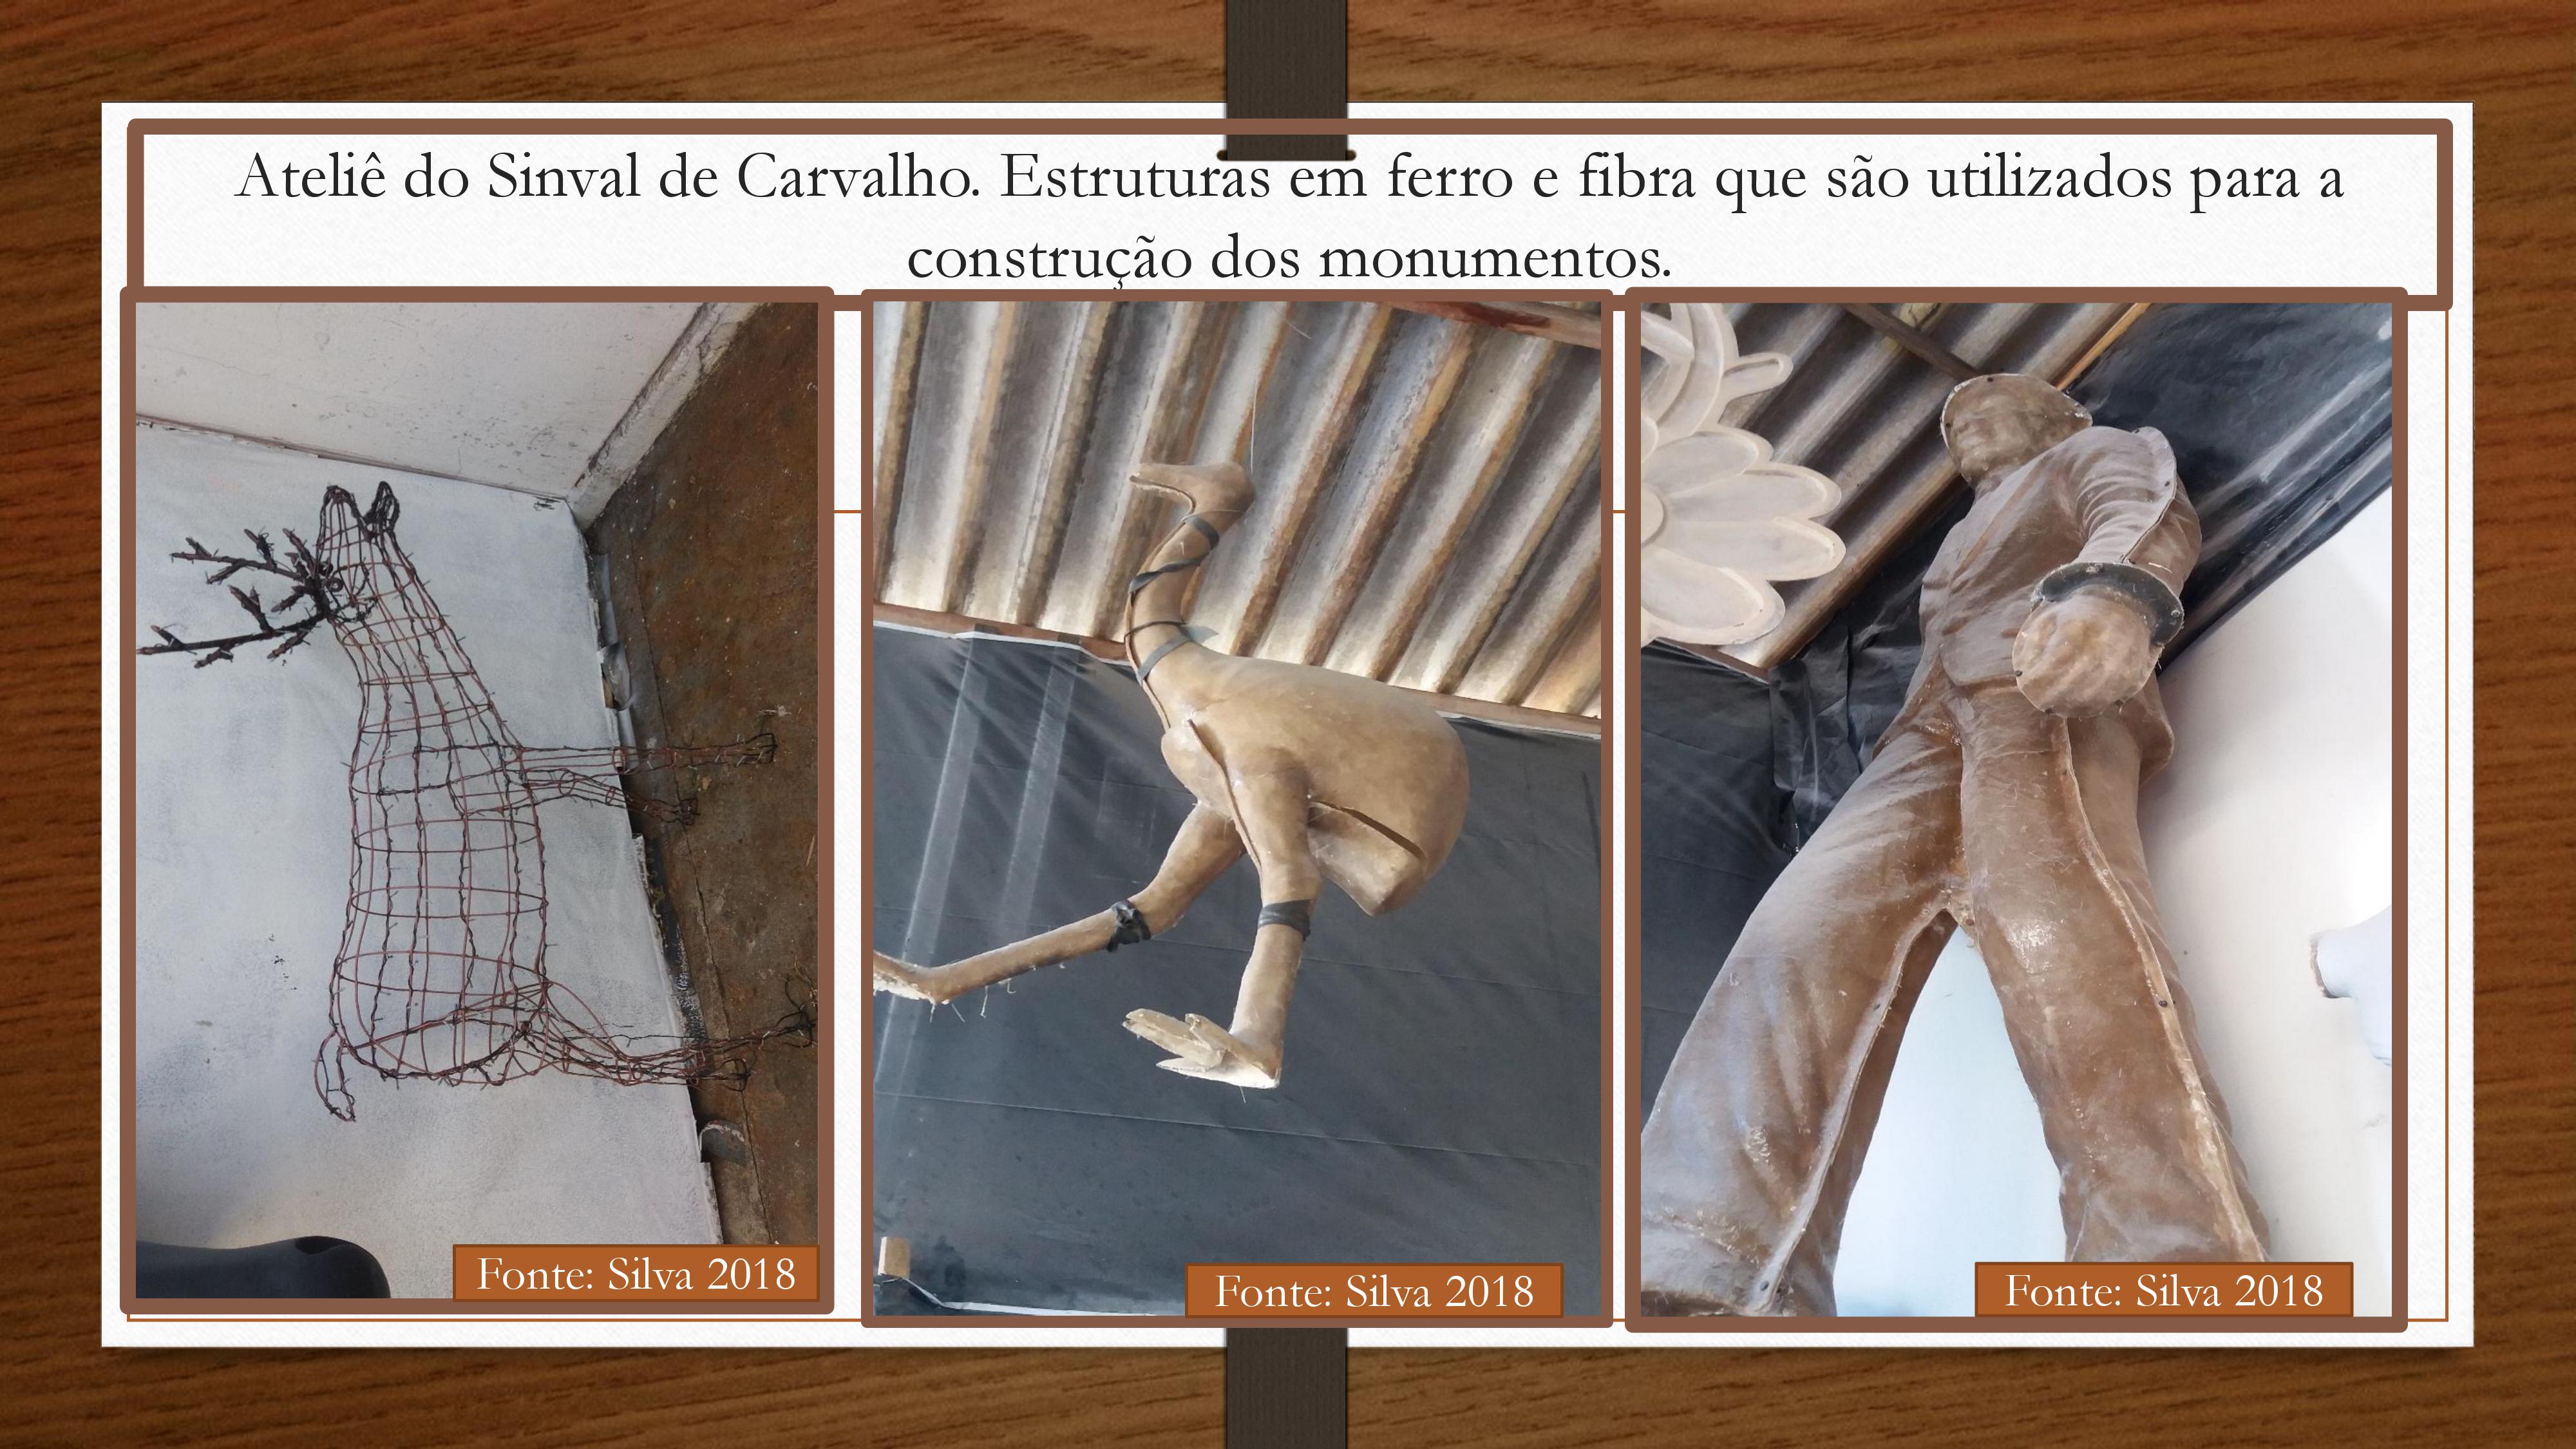 Ateliê do Sinval de Carvalho. Estruturas em ferro e fibra que são utilizados para a
construção dos monumentos.
Fonte: Silva 2018
Fonte: Silva 2018
Fonte: Silva 2018